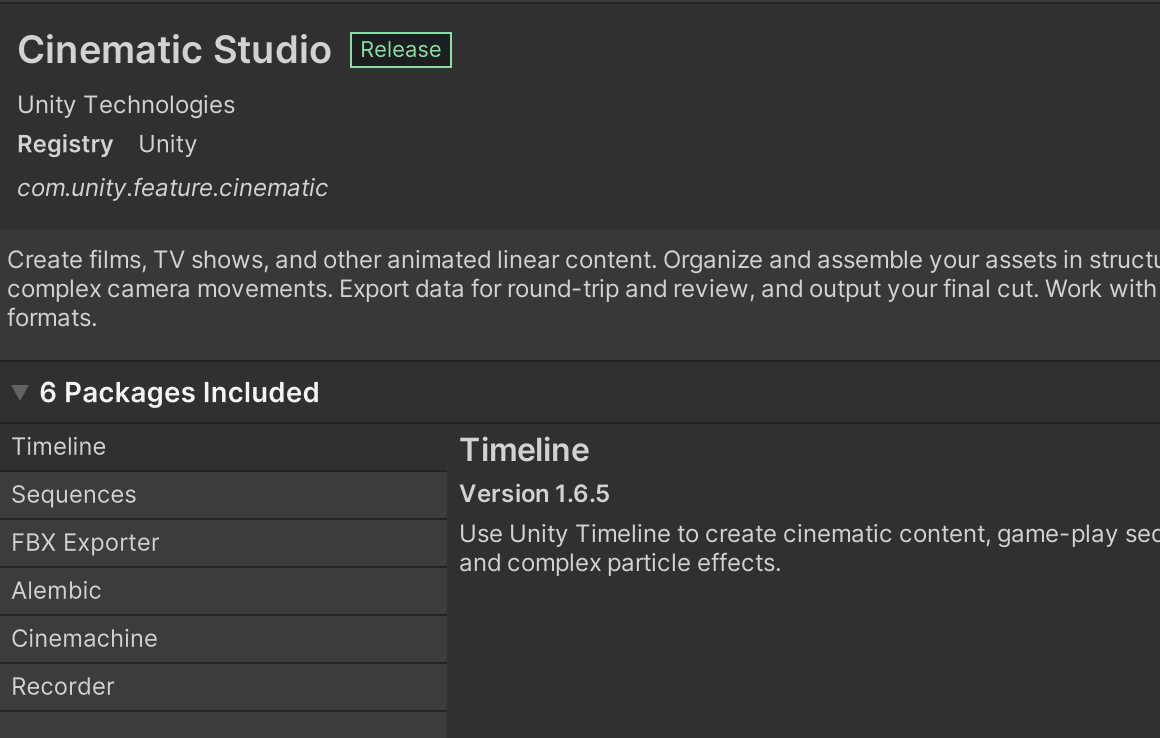 Cinematic Studio Release
Unity Technologies
Registry Unity
com.unity.feature.cinematic
Create films, TV shows, and other animated linear content. Organize and assemble your assets in
complex camera movements. Export data for round-trip and review, and output your final cut. Work with
formats.
6 Packages Included
Timeline
Sequences
FBX Exporter
Alembic
Cinemachine
Recorder
Timeline
Version 1.6.5
Use Unity Timeline to create cinematic content, game-play
and complex particle effects.